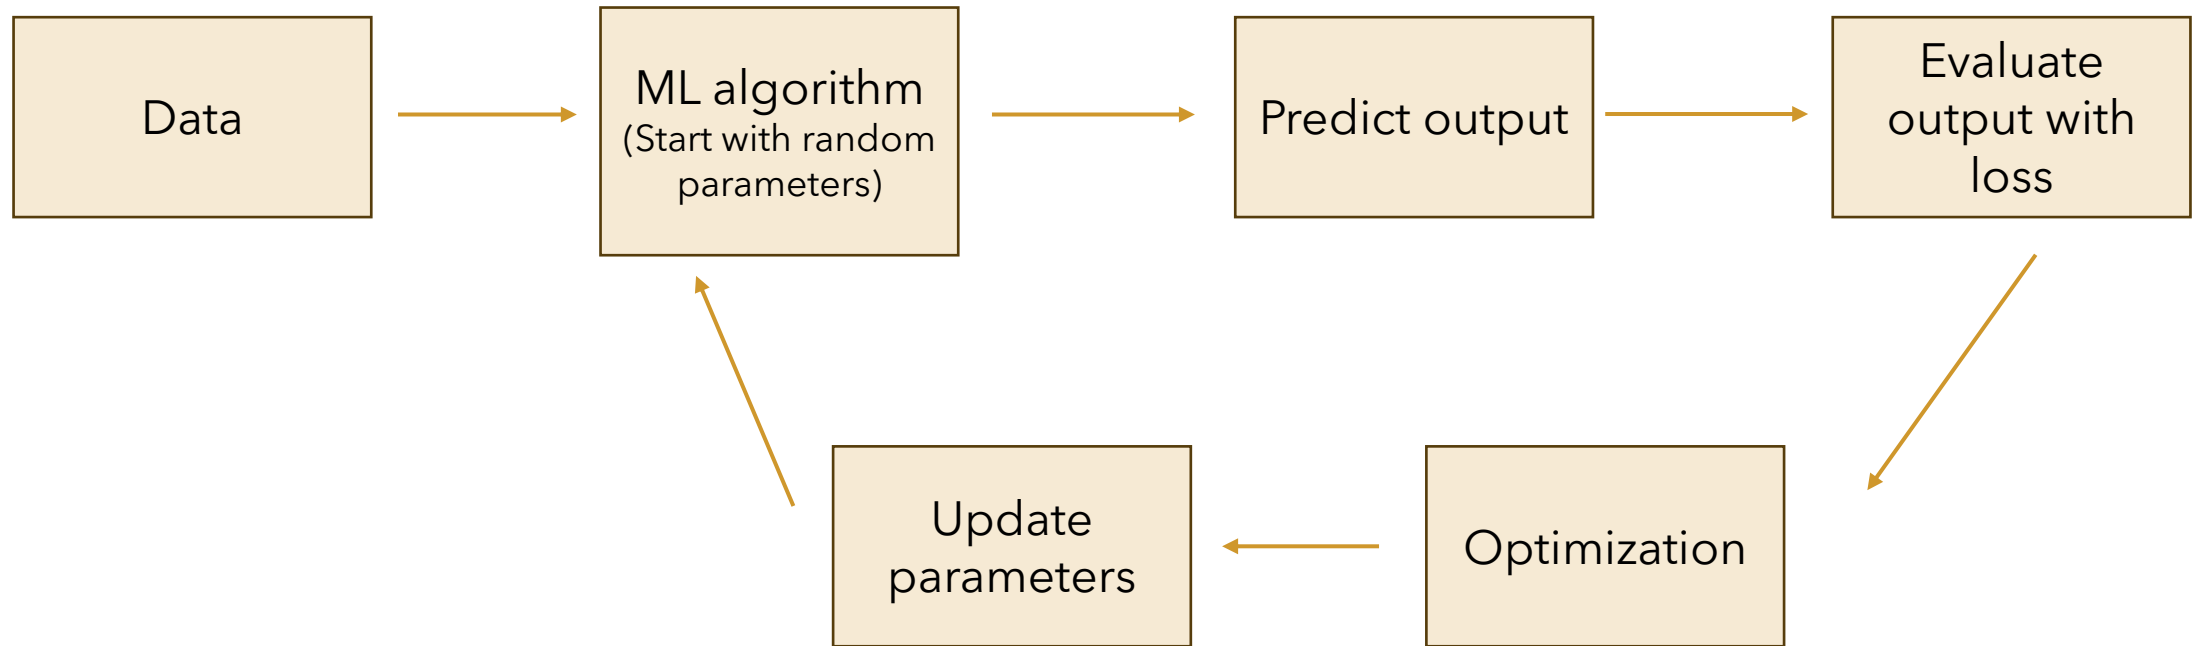 Data
ML algorithm
(Start with random
parameters)
Predict output
Evaluate
output with
loss
Update
parameters
Optimization